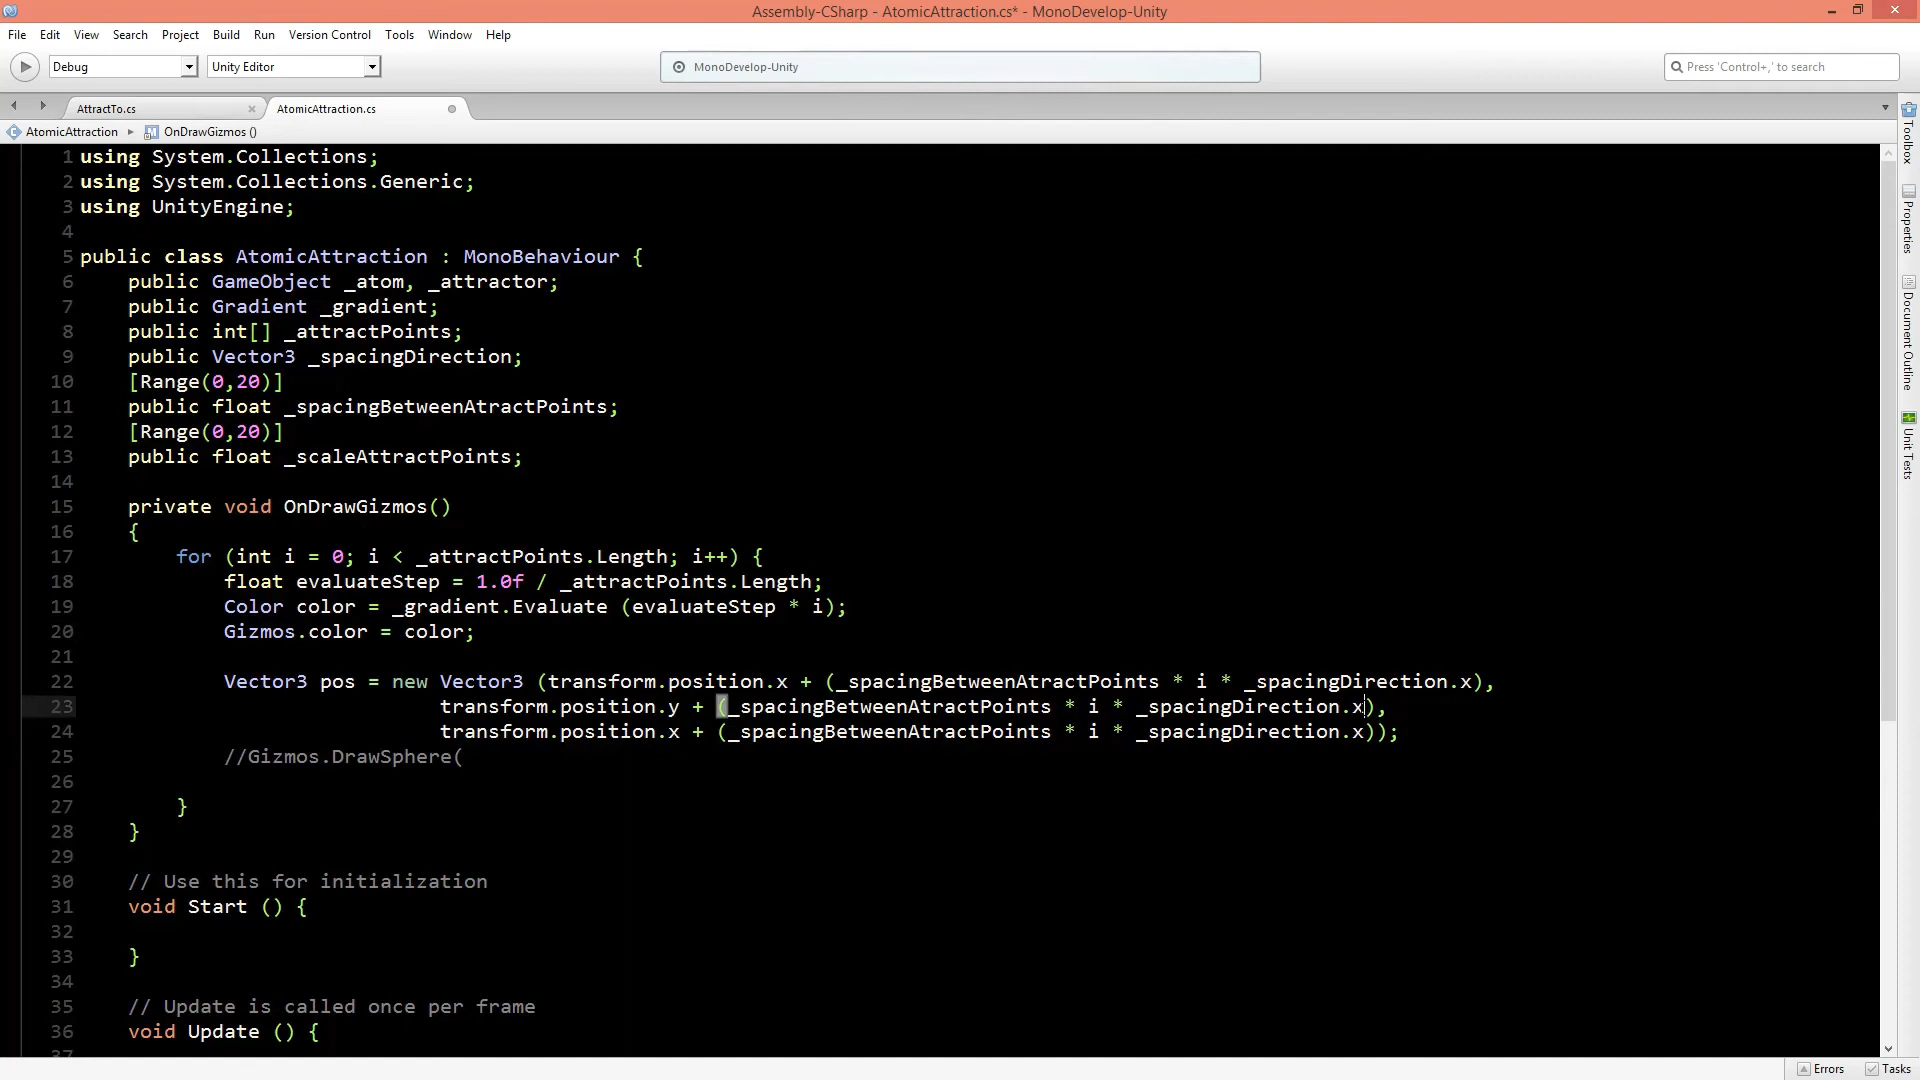 Assembly-CSharp - AtomicAttraction.cs* - MonoDevelop-Unity
File Edit View Search Project Build Run Version Control Tools Window Help
Debug Unity Editor MonoDevelop-Unity Press 'Control+,' to search
AttractTo.cs AtomicAttraction.cs
AtomicAttraction OnDrawGizmos ()
1 using System.Collections;
2 using System.Collections.Generic;
3 using UnityEngine;
4
5 public class AtomicAttraction : MonoBehaviour {
6 public GameObject _atom, _attractor;
7 public Gradient _gradient;
8 public int[] _attractPoints;
9 public Vector3 _spacingDirection;
10 [Range(0,20)]
11 public float _spacingBetweenAtractPoints;
12 [Range(0,20)]
13 public float _scaleAttractPoints;
14
15 private void OnDrawGizmos()
16 {
17 for (int i = 0; i < _attractPoints.Length; i++) {
18 float evaluateStep = 1.0f / _attractPoints.Length;
19 Color color = _gradient.Evaluate (evaluateStep * i);
20 Gizmos.color = color;
21
22 Vector3 pos = new Vector3 (transform.position.x + (_spacingBetweenAtractPoints * i * _spacingDirection.x),
23 transform.position.y + (_spacingBetweenAtractPoints * i * _spacingDirection.x),
24 transform.position.x + (_spacingBetweenAtractPoints * i * _spacingDirection.x));
25 //Gizmos.DrawSphere(
26
27 }
28 }
29
30 // Use this for initialization
31 void Start () {
32
33 }
34
35 // Update is called once per frame
36 void Update () {
37
Toolbox
Properties
Document Outline
Unit Tests
Errors Tasks